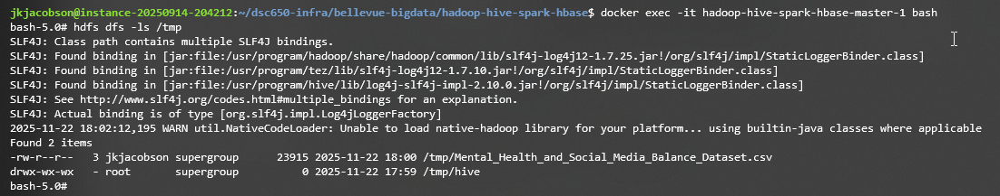 jkjacobson@instance-20250914-204212:~/dsc650-infra/bellevue-bigdata/hadoop-hive-spark-hbase$ docker exec -it hadoop-hive-spark-hbase-master-1 bash
bash-5.0# hdfs dfs -ls /tmp
SLF4J: Class path contains multiple SLF4J bindings.
SLF4J: Found binding in [jar:file:/usr/program/hadoop/share/hadoop/common/lib/slf4j-log4j12-1.7.25.jar!/org/slf4j/impl/StaticLoggerBinder.class]
SLF4J: Found binding in [jar:file:/usr/program/tez/lib/slf4j-log4j12-1.7.10.jar!/org/slf4j/impl/StaticLoggerBinder.class]
SLF4J: Found binding in [jar:file:/usr/program/hive/lib/log4j-slf4j-impl-2.10.0.jar!/org/slf4j/impl/StaticLoggerBinder.class]
SLF4J: See http://www.slf4j.org/codes.html#multiple_bindings for an explanation.
SLF4J: Actual binding is of type [org.slf4j.impl.Log4jLoggerFactory]
2025-11-22 18:02:12,195 WARN util.NativeCodeLoader: Unable to load native-hadoop library for your platform... using builtin-java classes where applicable
Found 2 items
-rw-r--r--   3 jkjacobson supergroup      23915 2025-11-22 18:00 /tmp/Mental_Health_and_Social_Media_Balance_Dataset.csv
drwx-wx-wx   - root       supergroup          0 2025-11-22 17:59 /tmp/hive
bash-5.0#